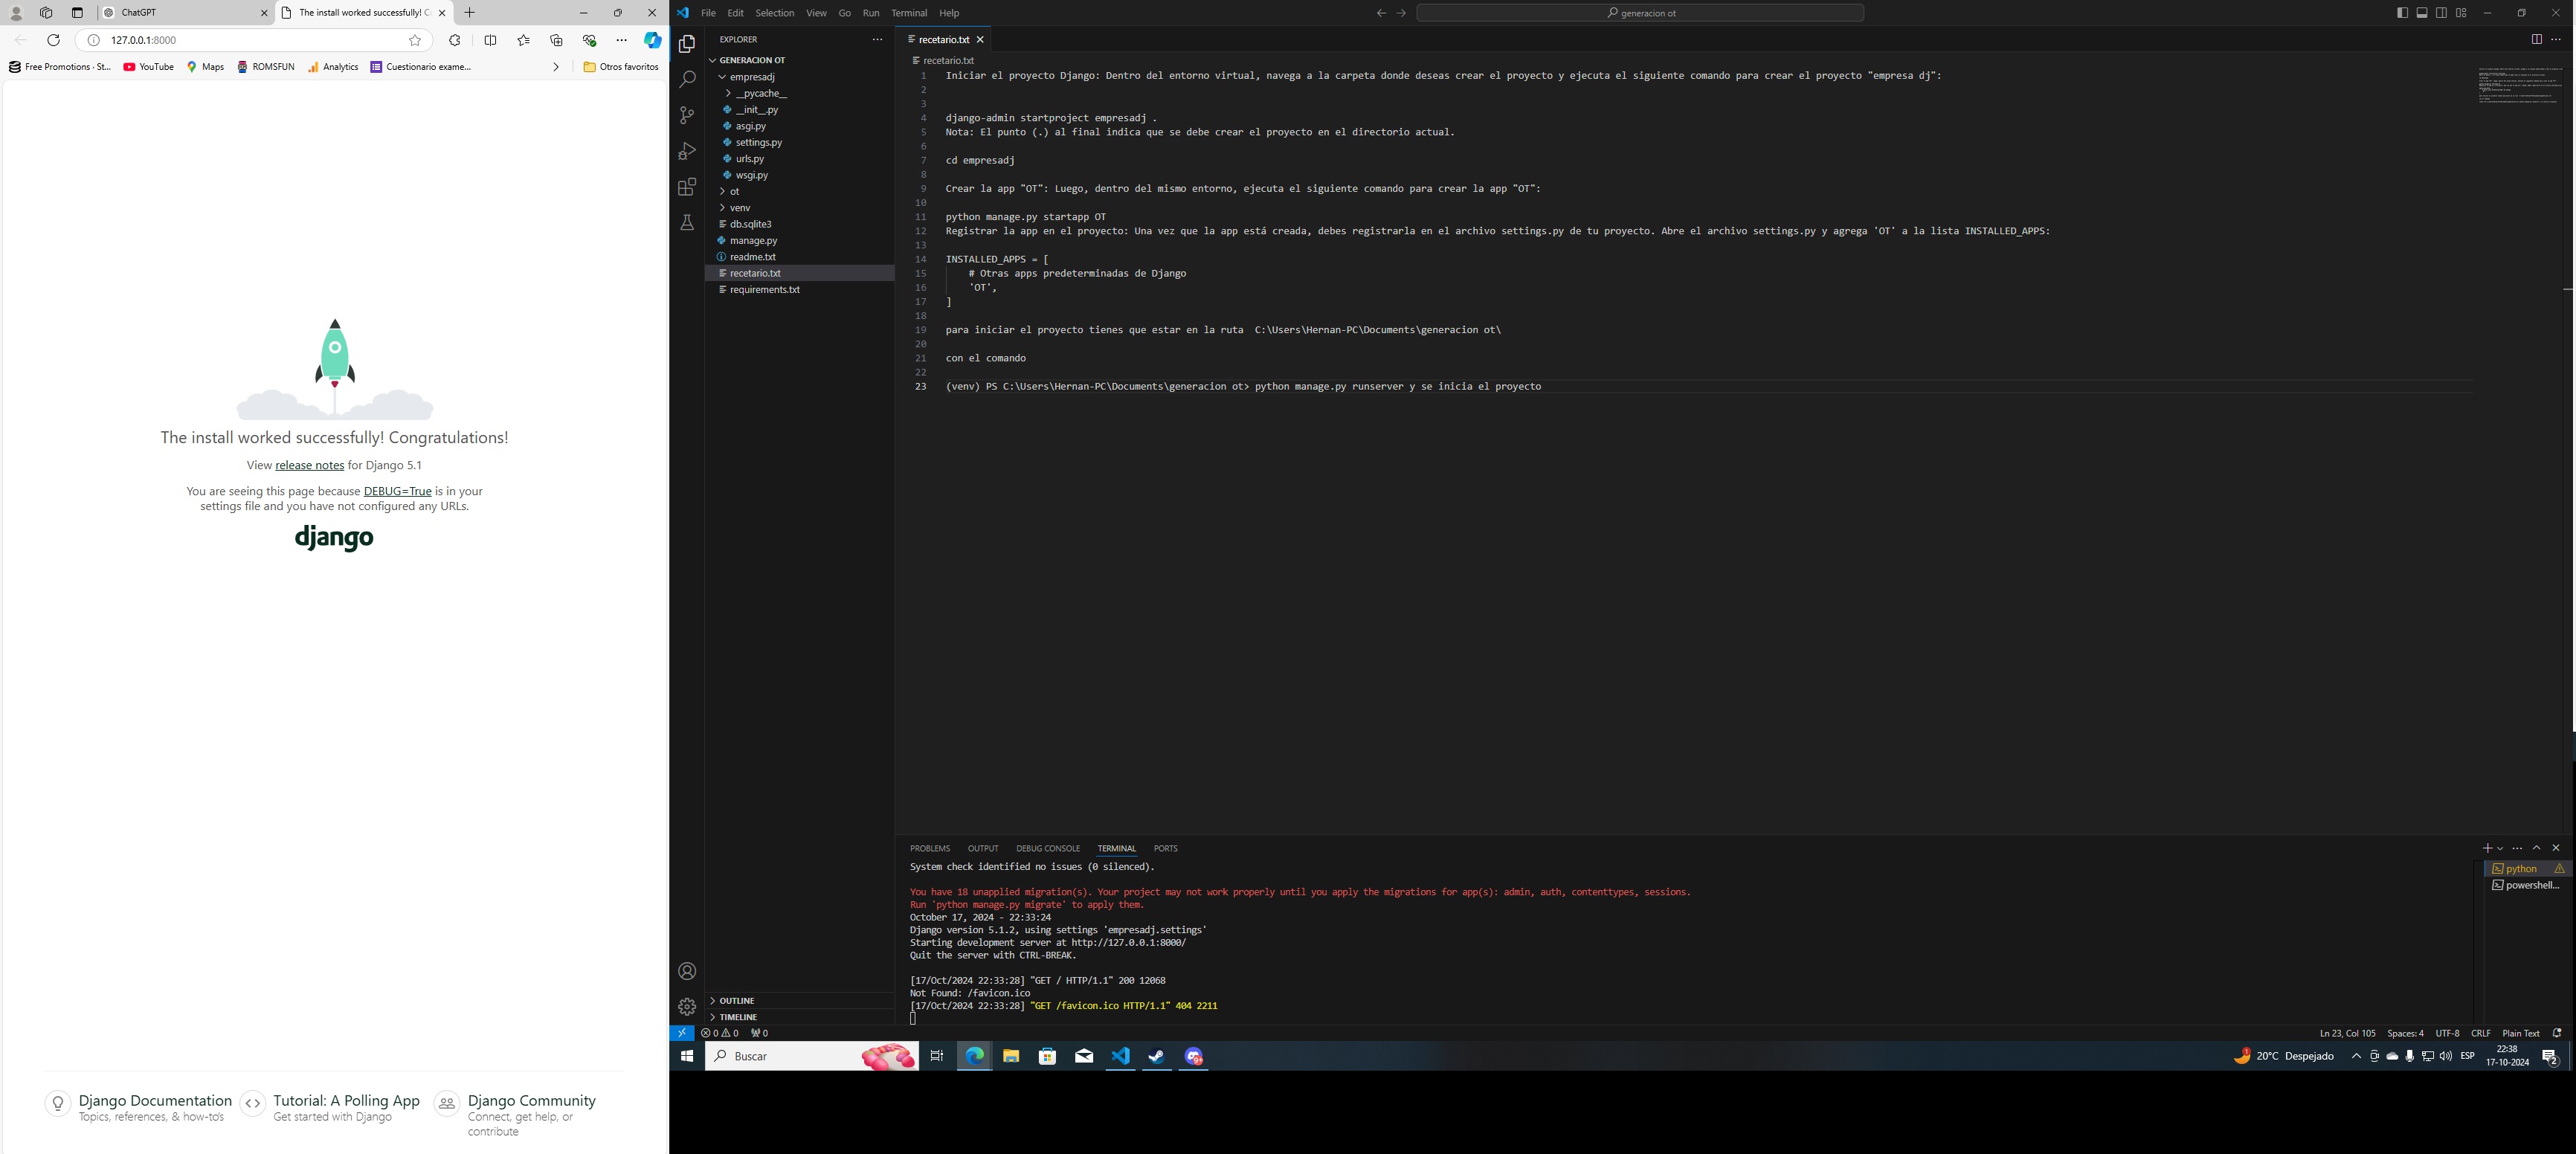 ChatGPT
The install worked successfully! C
127.0.0.1:8000
Free Promotions · St...
YouTube
Maps
ROMSFUN
Analytics
Cuestionario exame...
Otros favoritos
The install worked successfully! Congratulations!
View release notes for Django 5.1
You are seeing this page because DEBUG=True is in your
settings file and you have not configured any URLs.
django
Django Documentation
Topics, references, & how-to's
Tutorial: A Polling App
Get started with Django
Django Community
Connect, get help, or
contribute
File Edit Selection View Go Run Terminal Help
generacion ot
EXPLORER
GENERACION OT
empresadj
__pycache__
__init__.py
asgi.py
settings.py
urls.py
wsgi.py
ot
venv
db.sqlite3
manage.py
readme.txt
recetario.txt
requirements.txt
OUTLINE
TIMELINE
recetario.txt
recetario.txt
1 Iniciar el proyecto Django: Dentro del entorno virtual, navega a la carpeta donde deseas crear el proyecto y ejecuta el siguiente comando para crear el proyecto "empresa dj":
2
3
4 django-admin startproject empresadj .
5 Nota: El punto (.) al final indica que se debe crear el proyecto en el directorio actual.
6
7 cd empresadj
8
9 Crear la app "OT": Luego, dentro del mismo entorno, ejecuta el siguiente comando para crear la app "OT":
10
11 python manage.py startapp OT
12 Registrar la app en el proyecto: Una vez que la app está creada, debes registrarla en el archivo settings.py de tu proyecto. Abre el archivo settings.py y agrega 'OT' a la lista INSTALLED_APPS:
13
14 INSTALLED_APPS = [
15 # Otras apps predeterminadas de Django
16 'OT',
17 ]
18
19 para iniciar el proyecto tienes que estar en la ruta  C:\Users\Hernan-PC\Documents\generacion ot\
20
21 con el comando
22
23 (venv) PS C:\Users\Hernan-PC\Documents\generacion ot> python manage.py runserver y se inicia el proyecto
PROBLEMS OUTPUT DEBUG CONSOLE TERMINAL PORTS
System check identified no issues (0 silenced).
You have 18 unapplied migration(s). Your project may not work properly until you apply the migrations for app(s): admin, auth, contenttypes, sessions.
Run 'python manage.py migrate' to apply them.
October 17, 2024 - 22:33:24
Django version 5.1.2, using settings 'empresadj.settings'
Starting development server at http://127.0.0.1:8000/
Quit the server with CTRL-BREAK.
[17/Oct/2024 22:33:28] "GET / HTTP/1.1" 200 12068
Not Found: /favicon.ico
[17/Oct/2024 22:33:28] "GET /favicon.ico HTTP/1.1" 404 2211
python
powershell...
0 0 0
Ln 23, Col 105 Spaces: 4 UTF-8 CRLF Plain Text
Buscar
9+
1
20°C Despejado
ESP
22:38
17-10-2024
2